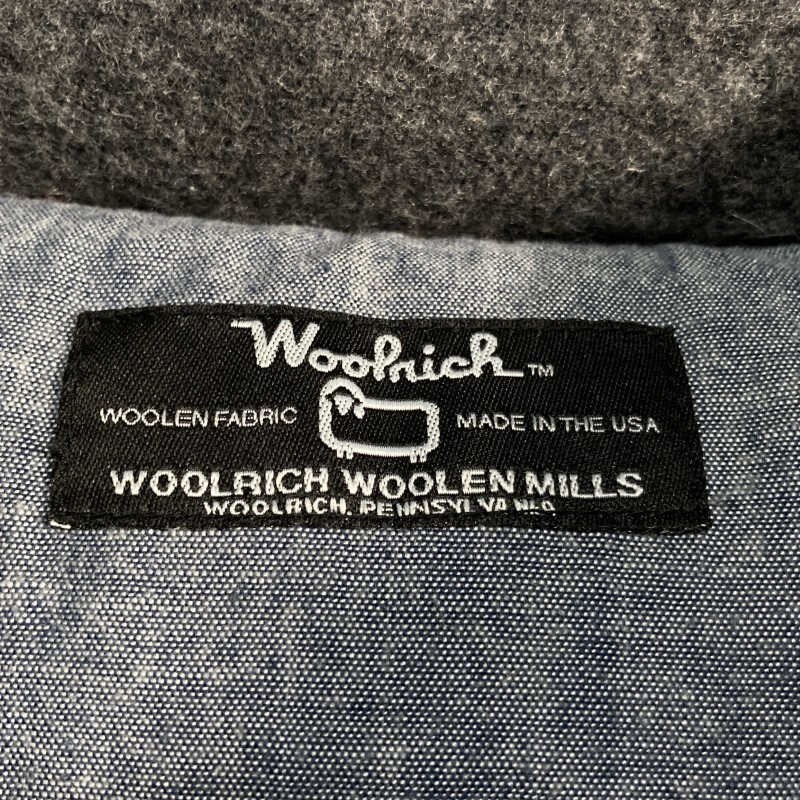 Woolrich™
WOOLEN FABRIC MADE IN THE USA
WOOLRICH WOOLEN MILLS
WOOLRICH, PENNSYLVANIA